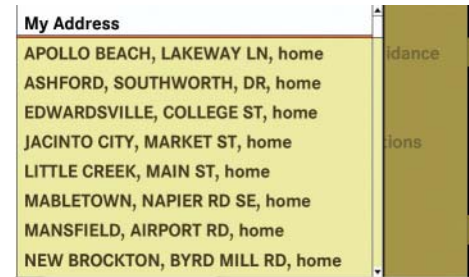 My Address
APOLLO BEACH, LAKEWAY LN, home
ASHFORD, SOUTHWORTH, DR, home
EDWARDSVILLE, COLLEGE ST, home
JACINTO CITY, MARKET ST, home
LITTLE CREEK, MAIN ST, home
MABLETOWN, NAPIER RD SE, home
MANSFIELD, AIRPORT RD, home
NEW BROCKTON, BYRD MILL RD, home
idance
tions